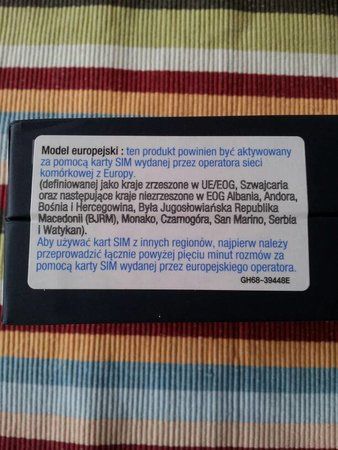 Model europejski : ten produkt powinien być aktywowany
za pomocą karty SIM wydanej przez operatora sieci
komórkowej z Europy.
(definiowanej jako kraje zrzeszone w UE/EOG, Szwajcaria
oraz następujące kraje niezrzeszone w EOG Albania, Andora,
Bośnia i Hercegowina, Była Jugosłowiańska Republika
Macedonii (BJRM), Monako, Czarnogóra, San Marino, Serbia
i Watykan).
Aby używać kart SIM z innych regionów, najpierw należy
przeprowadzić łącznie powyżej pięciu minut rozmów za
pomocą karty SIM wydanej przez europejskiego operatora.
GH68-39448E